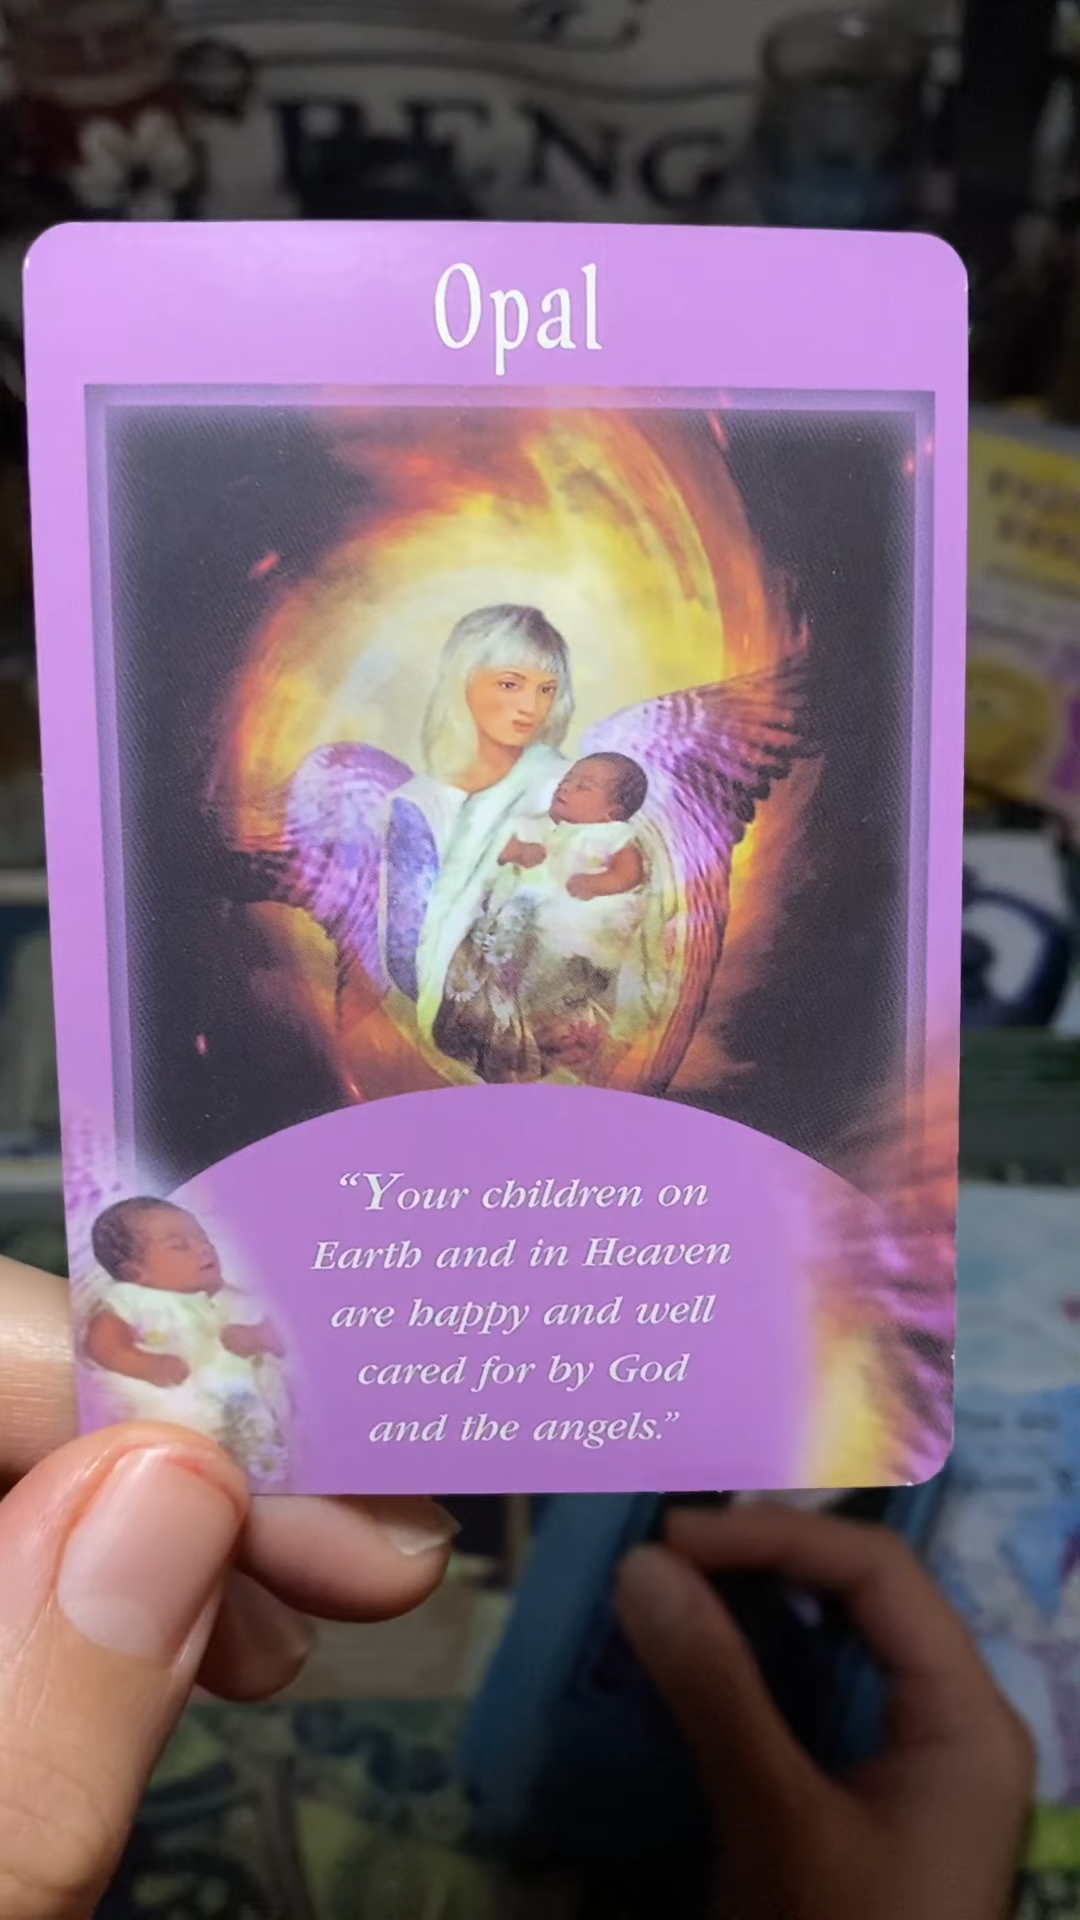 BENG
Opal
“Your children on
Earth and in Heaven
are happy and well
cared for by God
and the angels.”